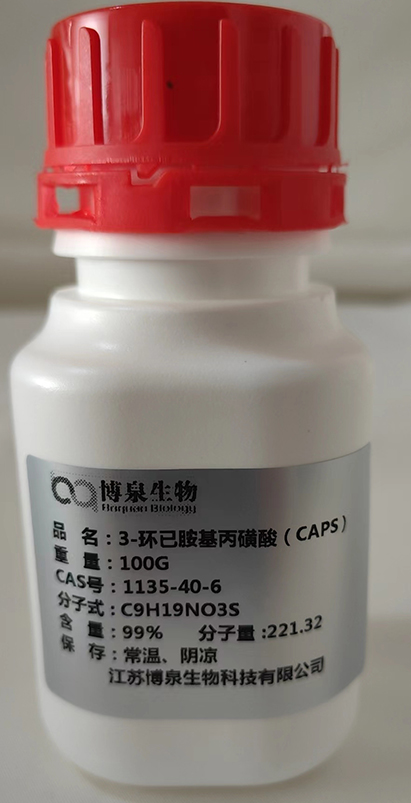 博泉生物
Boquan Biology
品 名：3-环已胺基丙磺酸（CAPS）
重 量：100G
CAS号：1135-40-6
分子式：C9H19NO3S
含 量：99% 分子量:221.32
保 存：常温、阴凉
江苏博泉生物科技有限公司